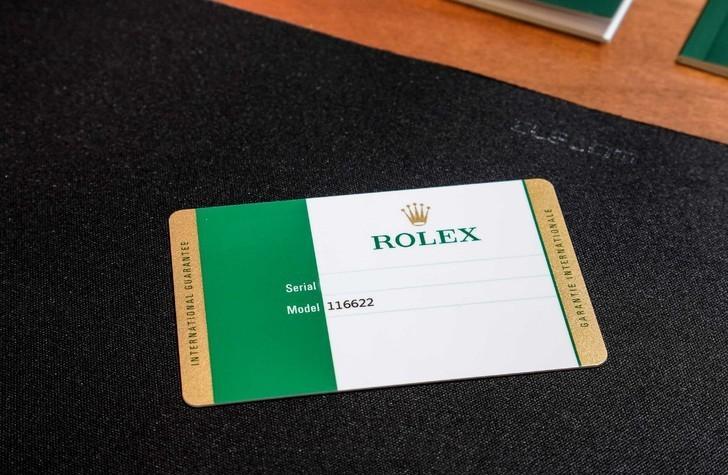 ROLEX
Serial
Model 116622
INTERNATIONAL GUARANTEE
GARANTIE INTERNATIONALE